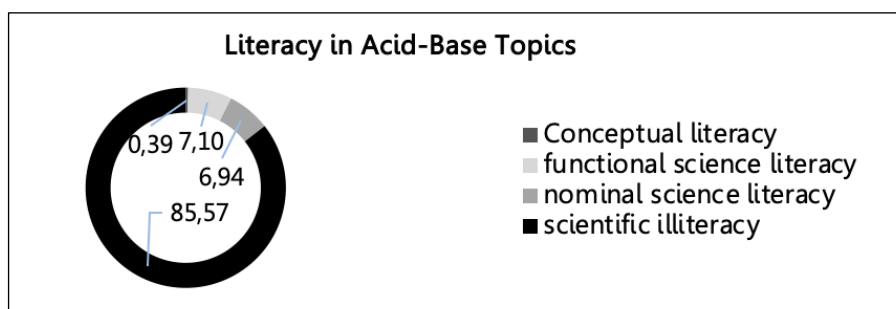 Literacy in Acid-Base Topics
0,39 7,10
6,94
85,57
Conceptual literacy
functional science literacy
nominal science literacy
scientific illiteracy